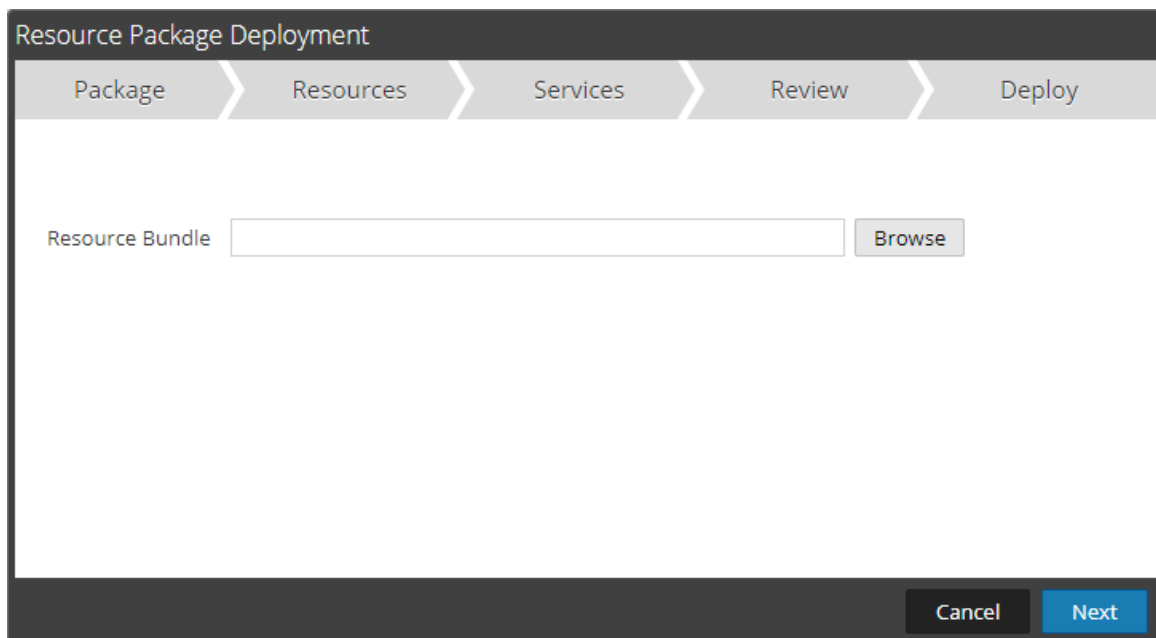 Resource Package Deployment
Package Resources Services Review Deploy
Resource Bundle Browse
Cancel Next